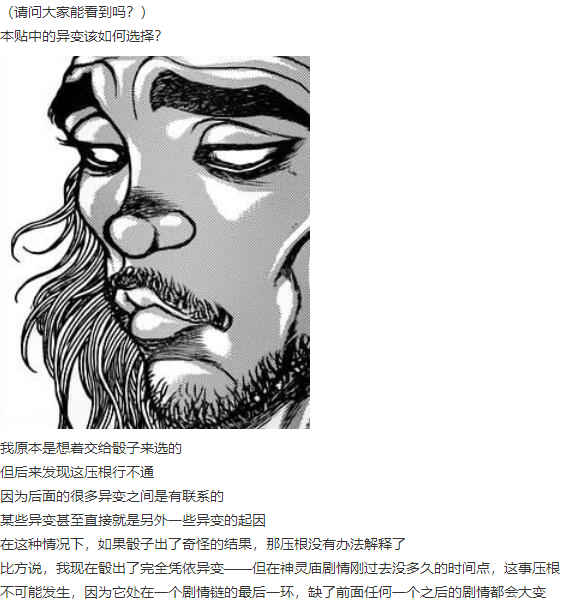 （请问大家能看到吗？）
本贴中的异变该如何选择？
我原本是想着交给骰子来选的
但后来发现这压根行不通
因为后面的很多异变之间是有联系的
某些异变甚至直接就是另外一些异变的起因
在这种情况下，如果骰子出了奇怪的结果，那压根没有办法解释了
比方说，我现在骰出了完全凭依异变——但在神灵庙剧情刚过去没多久的时间点，这事压根
不可能发生，因为它处在一个剧情链的最后一环，缺了前面任何一个之后的剧情都会大变